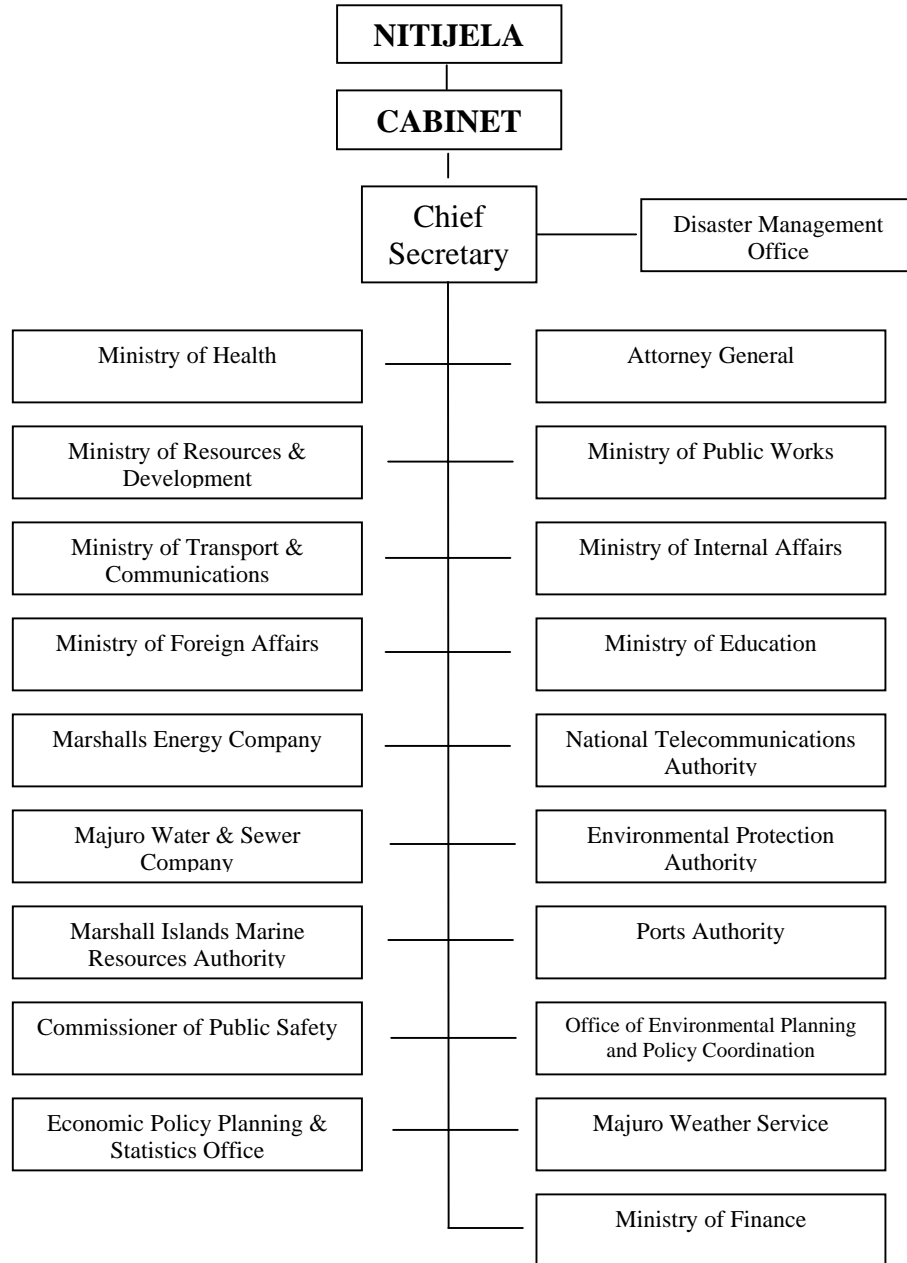 NITIJELA
CABINET
Chief
Secretary
Disaster Management
Office
Ministry of Health
Attorney General
Ministry of Resources &
Development
Ministry of Public Works
Ministry of Transport &
Communications
Ministry of Internal Affairs
Ministry of Foreign Affairs
Ministry of Education
Marshalls Energy Company
National Telecommunications
Authority
Majuro Water & Sewer
Company
Environmental Protection
Authority
Marshall Islands Marine
Resources Authority
Ports Authority
Commissioner of Public Safety
Office of Environmental Planning
and Policy Coordination
Economic Policy Planning &
Statistics Office
Majuro Weather Service
Ministry of Finance